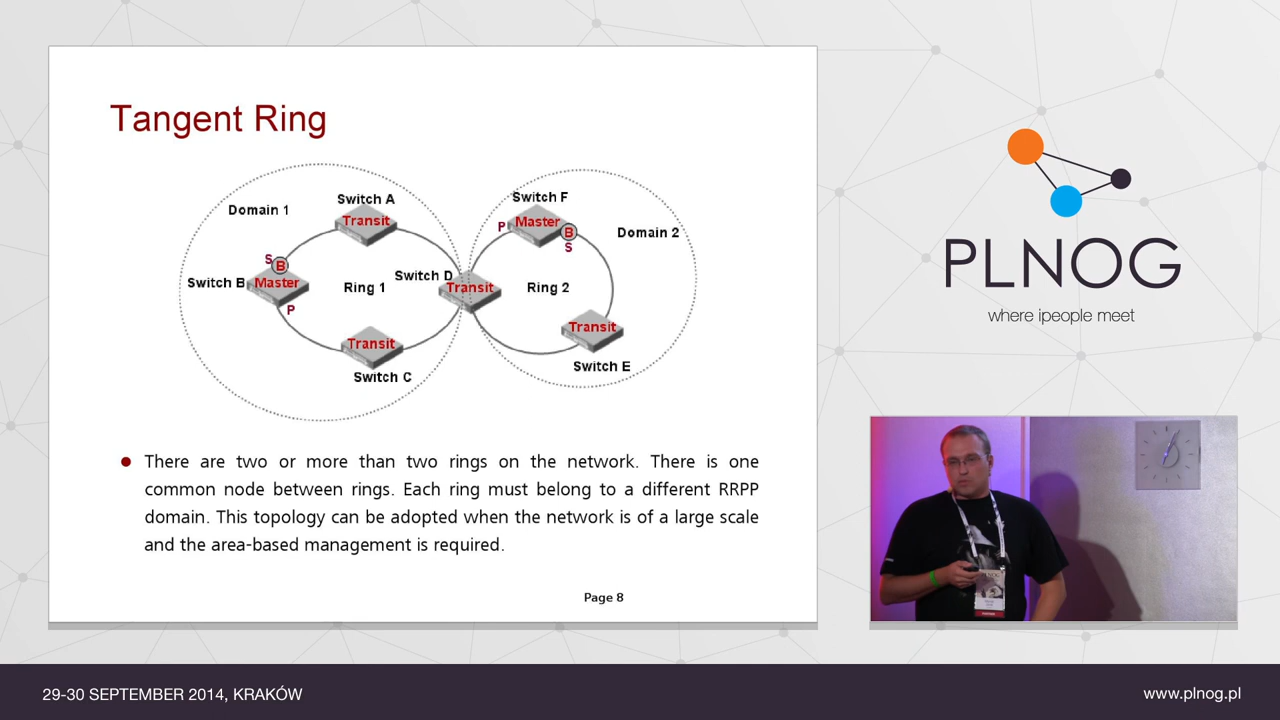 Tangent Ring
Switch A
Switch F
Domain 1
Transit
P
Master
B
Domain 2
S
S
B
Switch D
Switch B
Master
Ring 1
Transit
Ring 2
P
Transit
Transit
Switch E
Switch C
There are two or more than two rings on the network. There is one
common node between rings. Each ring must belong to a different RRPP
domain. This topology can be adopted when the network is of a large scale
and the area-based management is required.
Page 8
PLNOG
where ipeople meet
29-30 SEPTEMBER 2014, KRAKÓW
www.plnog.pl